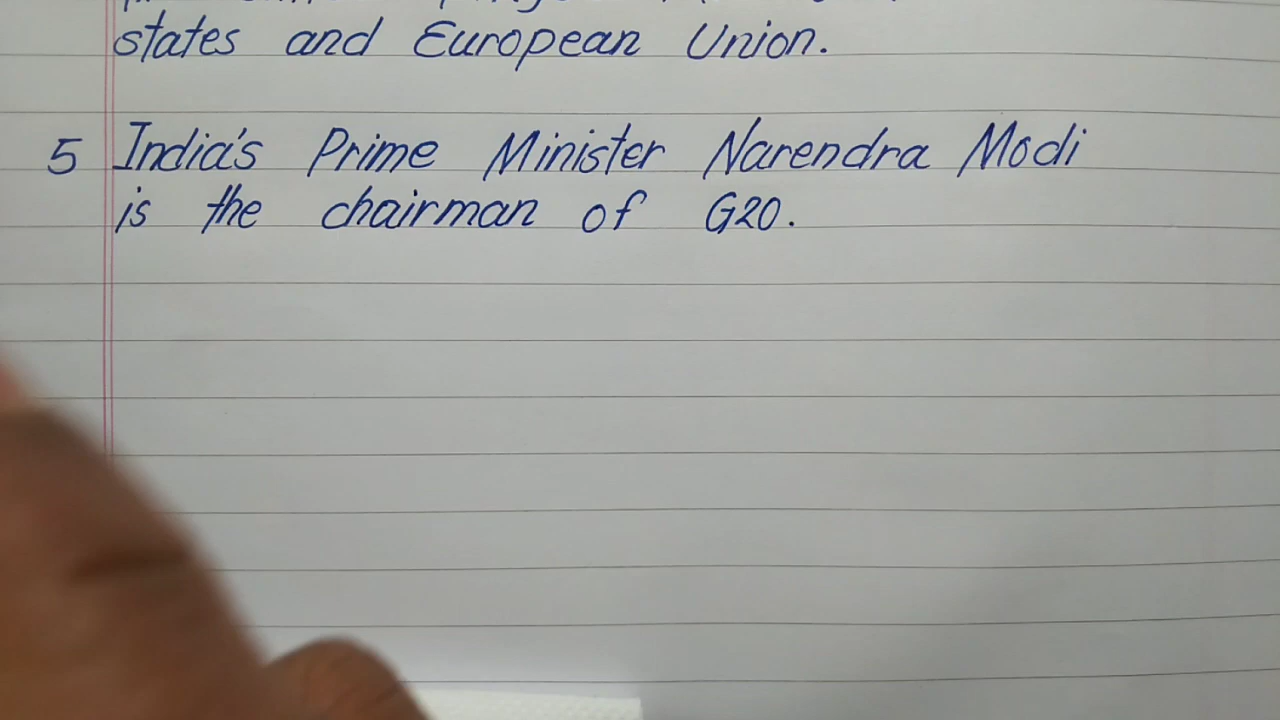 states and European Union.
5 India's Prime Minister Narendra Modi
is the chairman of G20.